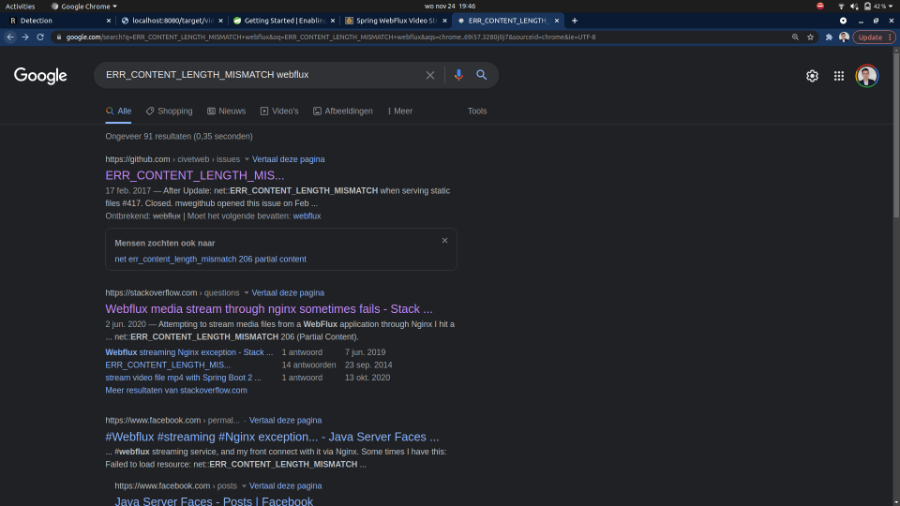 Activities
Google Chrome
wo nov 24 19:46
42 %
Detection
localhost:8080/target/
Getting Started | Enabling
Spring WebFlux Video St
ERR_CONTENT_LENGTH_
google.com/search?q=ERR_CONTENT_LENGTH_MISMATCH+webflux&oq=ERR_CONTENT_LENGTH_MISMATCH+webflux&aqs=chrome..69i57.3280j0j7&sourceid=chrome&ie=UTF-8
Update
Google
ERR_CONTENT_LENGTH_MISMATCH webflux
Alle
Shopping
Nieuws
Video's
Afbeeldingen
Meer
Tools
Ongeveer 91 resultaten (0,35 seconden)
https://github.com › civetweb › issues Vertaal deze pagina
ERR_CONTENT_LENGTH_MIS...
17 feb. 2017 — After Update: net::ERR_CONTENT_LENGTH_MISMATCH when serving static
files #417. Closed. mwegithub opened this issue on Feb ...
Ontbrekend: webflux | Moet het volgende bevatten: webflux
Mensen zochten ook naar
net err_content_length_mismatch 206 partial content
https://stackoverflow.com › questions Vertaal deze pagina
Webflux media stream through nginx sometimes fails - Stack ...
2 jun. 2020 — Attempting to stream media files from a WebFlux application through Nginx I hit a
... net::ERR_CONTENT_LENGTH_MISMATCH 206 (Partial Content).
Webflux streaming Nginx exception - Stack ... 1 antwoord 7 jun. 2019
ERR_CONTENT_LENGTH_MIS... 14 antwoorden 23 sep. 2014
stream video file mp4 with Spring Boot 2 ... 1 antwoord 13 okt. 2020
Meer resultaten van stackoverflow.com
https://www.facebook.com › permal... Vertaal deze pagina
#Webflux #streaming #Nginx exception... - Java Server Faces ...
... #webflux streaming service, and my front connect with it via Nginx. Some times I have this:
Failed to load resource: net::ERR_CONTENT_LENGTH_MISMATCH ...
https://www.facebook.com › posts Vertaal deze pagina
Java Server Faces - Posts | Facebook